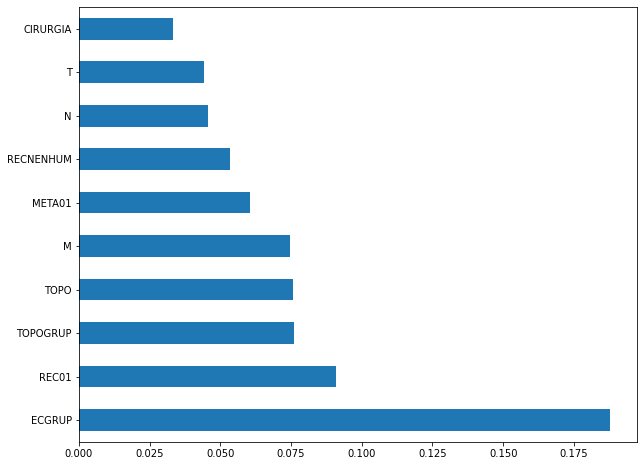 CIRURGIA
T
N
RECNENHUM
META01
M
TOPO
TOPOGRUP
REC01
ECGRUP
0.000 0.025 0.050 0.075 0.100 0.125 0.150 0.175